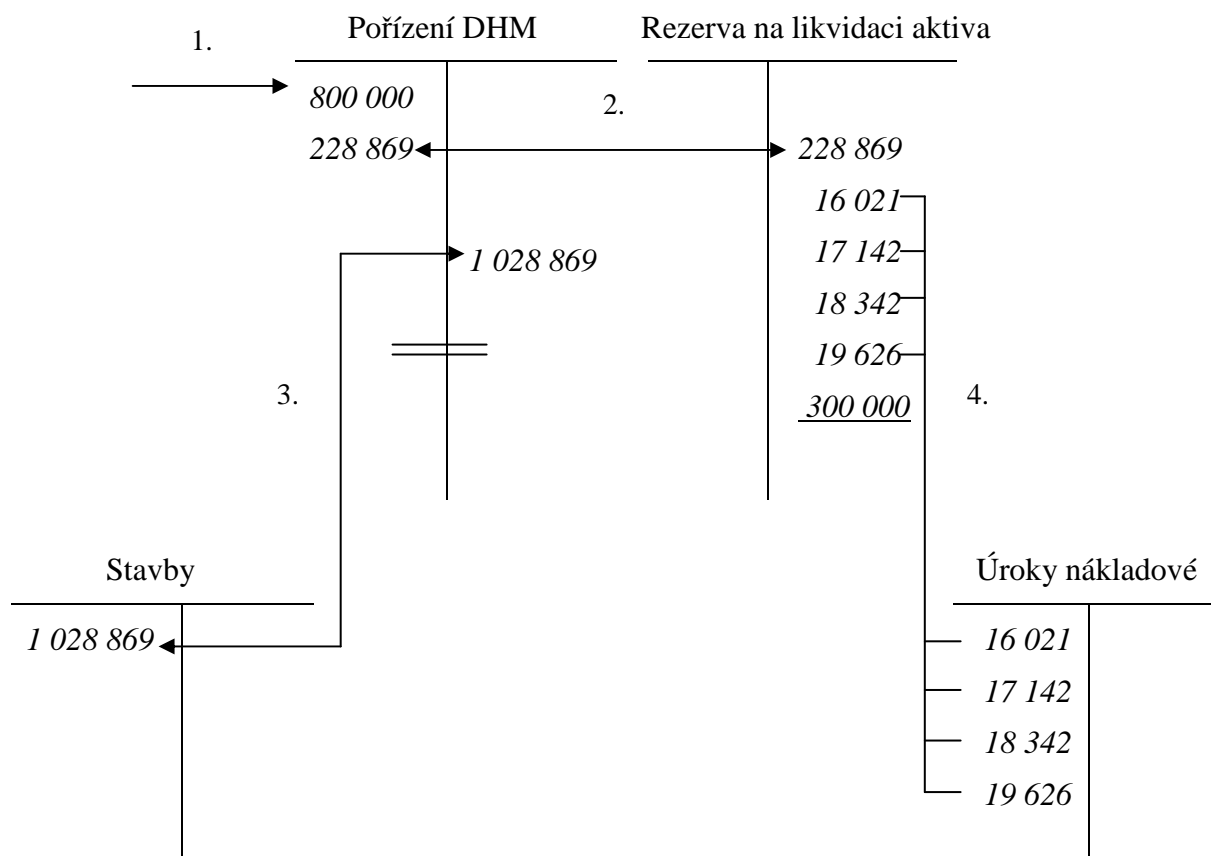 1.
Pořízení DHM
Rezerva na likvidaci aktiva
800 000
2.
228 869
228 869
16 021
17 142
1 028 869
18 342
19 626
3.
300 000
4.
Stavby
Úroky nákladové
1 028 869
16 021
17 142
18 342
19 626